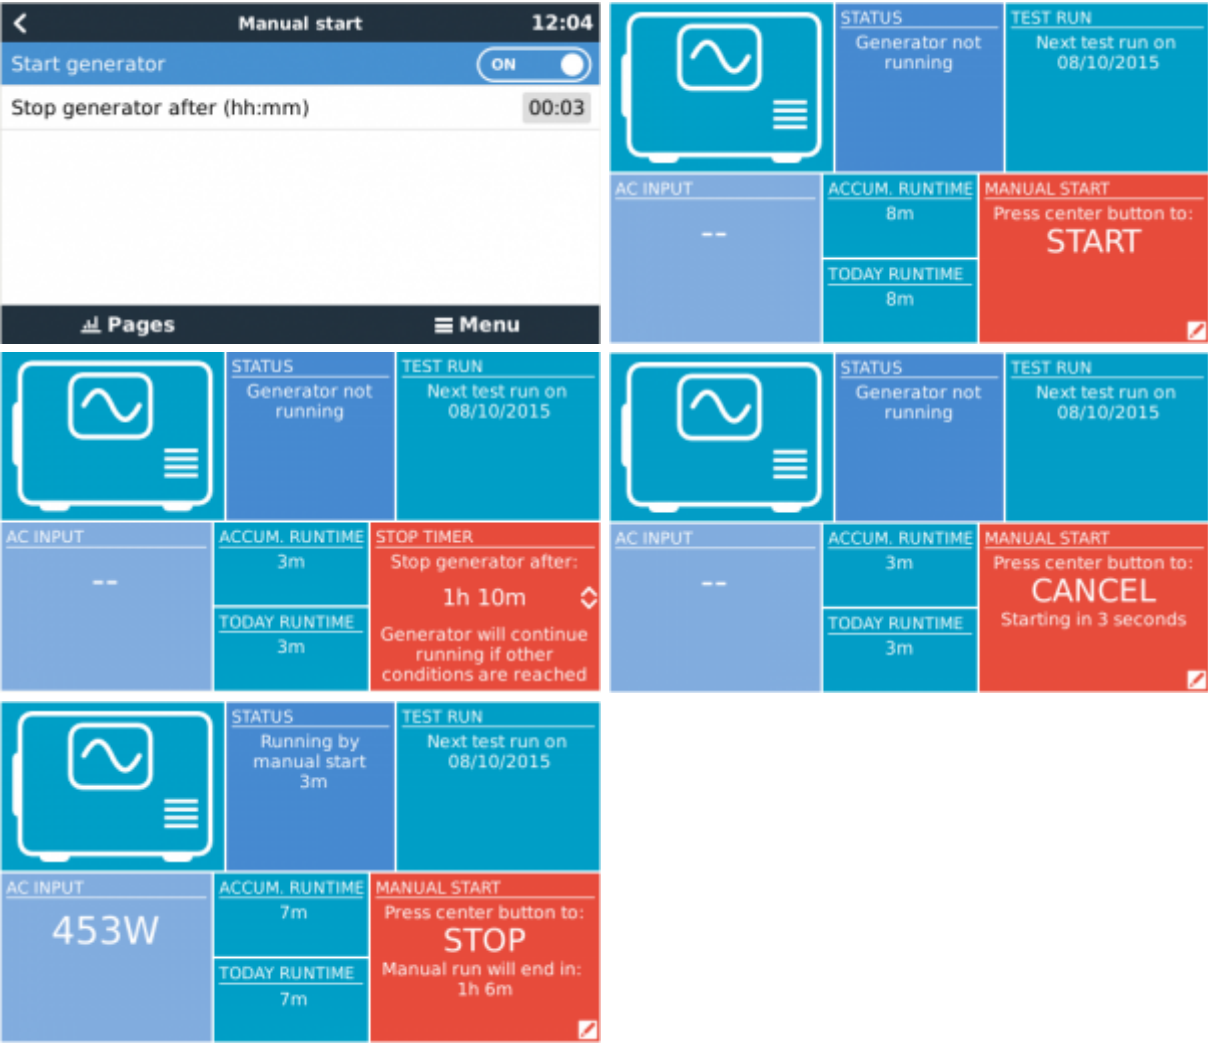 Manual start 12:04
Start generator ON
Stop generator after (hh:mm) 00:03
Pages Menu
STATUS
Generator not
running
TEST RUN
Next test run on
08/10/2015
AC INPUT
--
ACCUM. RUNTIME
8m
TODAY RUNTIME
8m
MANUAL START
Press center button to:
START
STATUS
Generator not
running
TEST RUN
Next test run on
08/10/2015
AC INPUT
--
ACCUM. RUNTIME
3m
TODAY RUNTIME
3m
STOP TIMER
Stop generator after:
1h 10m
Generator will continue
running if other
conditions are reached
STATUS
Generator not
running
TEST RUN
Next test run on
08/10/2015
AC INPUT
--
ACCUM. RUNTIME
3m
TODAY RUNTIME
3m
MANUAL START
Press center button to:
CANCEL
Starting in 3 seconds
STATUS
Running by
manual start
3m
TEST RUN
Next test run on
08/10/2015
AC INPUT
453W
ACCUM. RUNTIME
7m
TODAY RUNTIME
7m
MANUAL START
Press center button to:
STOP
Manual run will end in:
1h 6m